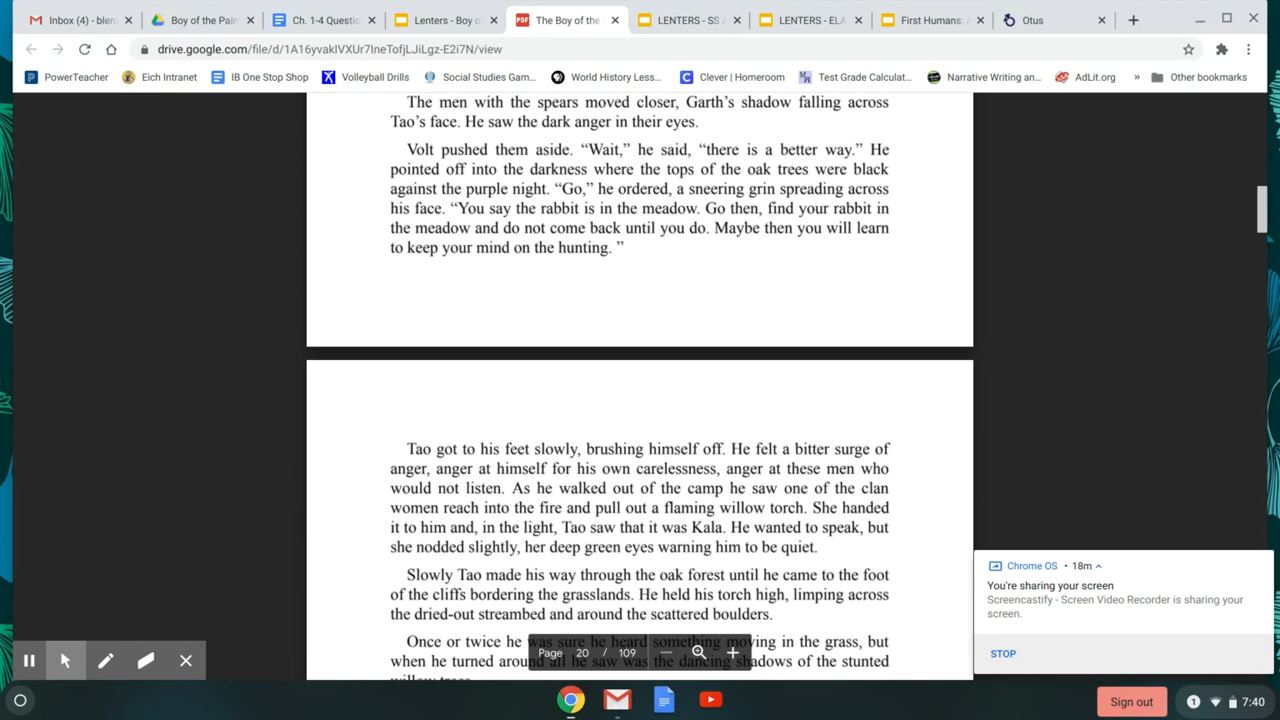 Inbox (4) - blen
Boy of the Pain
Ch. 1-4 Questio
Lenters - Boy o
PDF
The Boy of the
LENTERS - SS
LENTERS - ELA
First Humans:
Otus
drive.google.com/file/d/1A16yvakIVXUr7IneTofjLJiLgz-E2i7N/view
PowerTeacher
Eich Intranet
IB One Stop Shop
Volleyball Drills
Social Studies Gam...
World History Less...
Clever | Homeroom
Test Grade Calculat...
Narrative Writing an...
AdLit.org
»
Other bookmarks
The men with the spears moved closer, Garth’s shadow falling across
Tao’s face. He saw the dark anger in their eyes.
Volt pushed them aside. “Wait,” he said, “there is a better way.” He
pointed off into the darkness where the tops of the oak trees were black
against the purple night. “Go,” he ordered, a sneering grin spreading across
his face. “You say the rabbit is in the meadow. Go then, find your rabbit in
the meadow and do not come back until you do. Maybe then you will learn
to keep your mind on the hunting. ”
Tao got to his feet slowly, brushing himself off. He felt a bitter surge of
anger, anger at himself for his own carelessness, anger at these men who
would not listen. As he walked out of the camp he saw one of the clan
women reach into the fire and pull out a flaming willow torch. She handed
it to him and, in the light, Tao saw that it was Kala. He wanted to speak, but
she nodded slightly, her deep green eyes warning him to be quiet.
Slowly Tao made his way through the oak forest until he came to the foot
of the cliffs bordering the grasslands. He held his torch high, limping across
the dried-out streambed and around the scattered boulders.
Once or twice he was sure he heard something moving in the grass, but
when he turned around all he saw was the dancing shadows of the stunted
willow trees.
Page 20 / 109
Chrome OS • 18m
You're sharing your screen
Screencastify - Screen Video Recorder is sharing your
screen.
STOP
Sign out
1
7:40